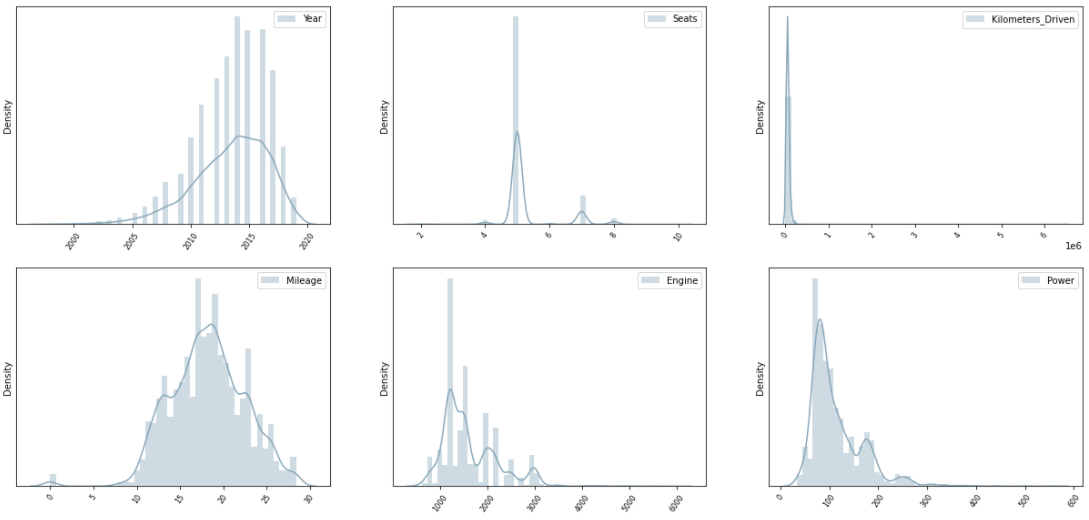 Year
Density
2000
2005
2010
2015
2020
Seats
Density
2
4
6
8
10
Kilometers_Driven
Density
0
1
2
3
4
5
6
1e6
Mileage
Density
0
5
10
15
20
25
30
Engine
Density
1000
2000
3000
4000
5000
6000
Power
Density
0
100
200
300
400
500
600